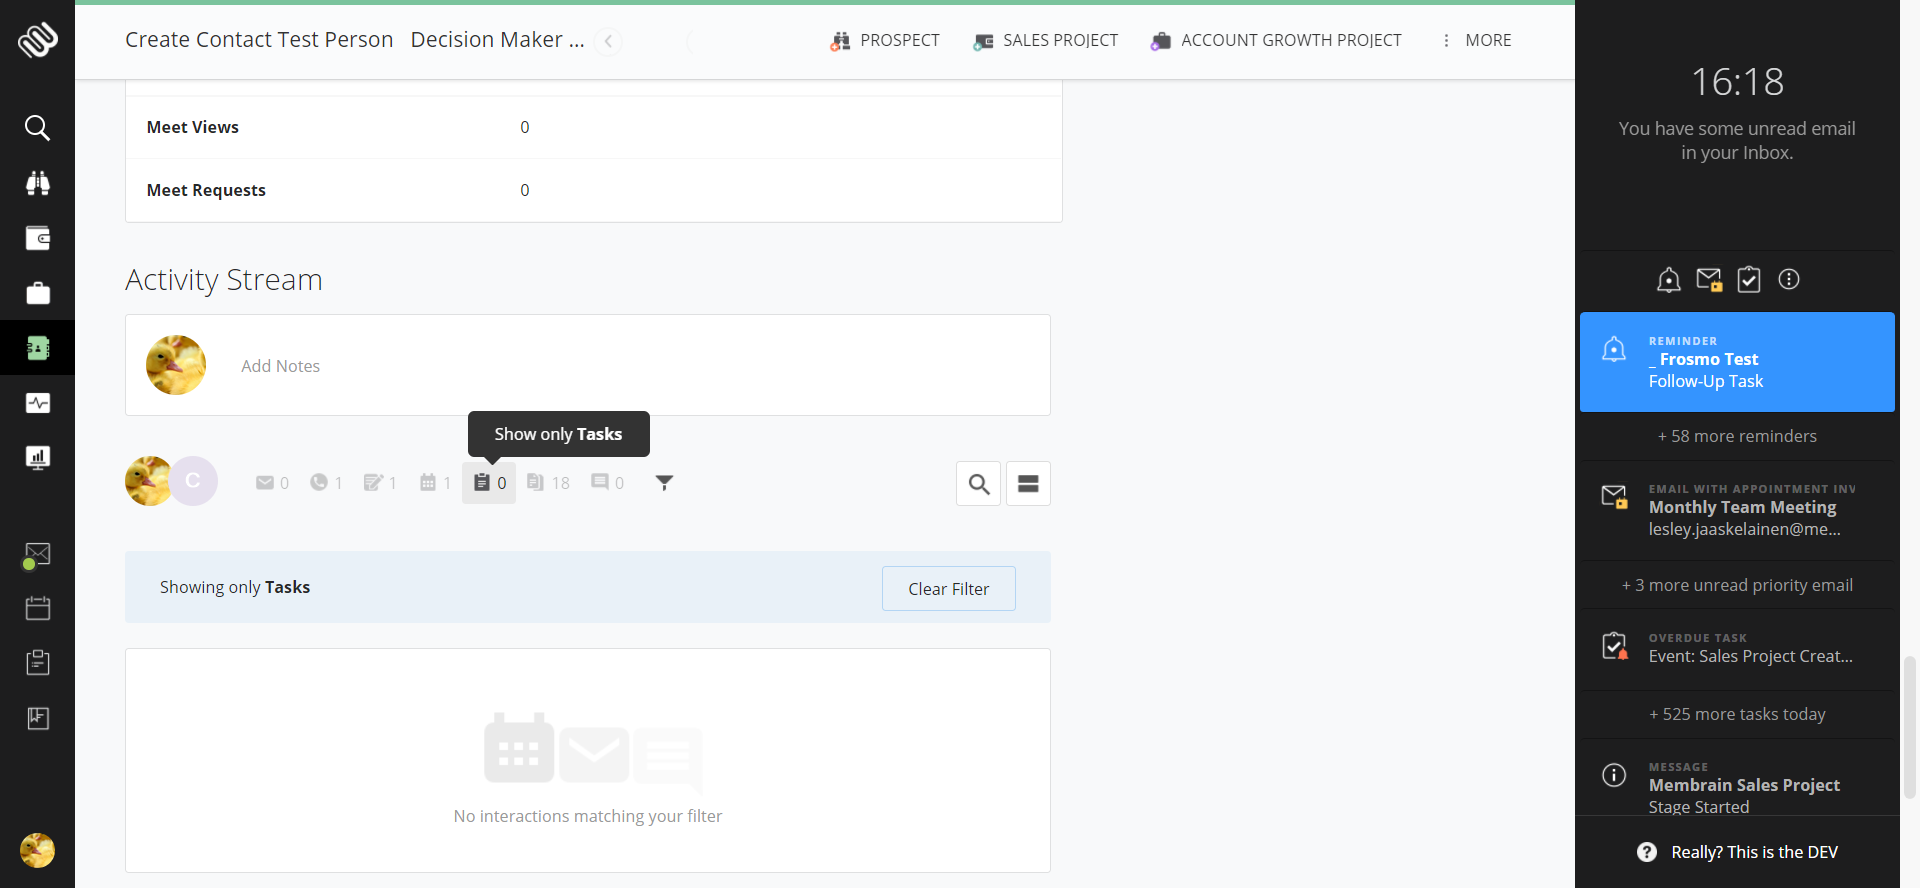 Create Contact Test Person Decision Maker ...
PROSPECT
SALES PROJECT
ACCOUNT GROWTH PROJECT
MORE
Meet Views 0
Meet Requests 0
Activity Stream
Add Notes
Show only Tasks
C
0
1
1
1
0
18
0
Showing only Tasks
Clear Filter
No interactions matching your filter
16:18
You have some unread email
in your Inbox.
REMINDER
_ Frosmo Test
Follow-Up Task
+ 58 more reminders
EMAIL WITH APPOINTMENT INV
Monthly Team Meeting
lesley.jaaskelainen@me...
+ 3 more unread priority email
OVERDUE TASK
Event: Sales Project Creat...
+ 525 more tasks today
MESSAGE
Membrain Sales Project
Stage Started
Really? This is the DEV